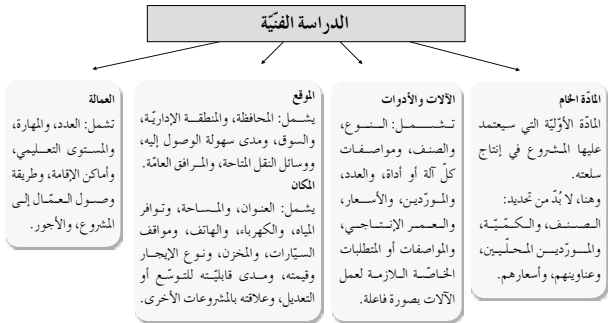 الدراسة الفنّيّة
المادّة الخام
المادّة الأوّليّة التي سيعتمد
عليها المشروع في إنتاج
سلعته.
وهنا، لا بُدّ من تحديد:
الصنف، والكمّيّة،
والمورّدين المحلّيين،
وعناوينهم، وأسعارهم.
الآلات والأدوات
تشمل: النوع،
والصنف، ومواصفات
كلّ آلة أو أداة، والعدد،
والمورّدين، والأسعار،
والعمر الإنتاجي،
والمواصفات أو المتطلبات
الخاصّة اللازمة لعمل
الآلات بصورة فاعلة.
الموقع
يشمل: المحافظة، والمنطقة الإداريّة،
والسوق، ومدى سهولة الوصول إليه،
ووسائل النقل المتاحة، والمرافق العامّة.
المكان
يشمل: العنوان، والمساحة، وتوافر
المياه، والكهرباء، والهاتف، ومواقف
السيّارات، والمخزن، ونوع الإيجار
وقيمته، ومدى قابليّته للتوسّع أو
التعديل، وعلاقته بالمشروعات الأخرى.
العمالة
تشمل: العدد، والمهارة،
والمستوى التعليمي،
وأماكن الإقامة، وطريقة
وصول العمّال إلى
المشروع، والأجور.